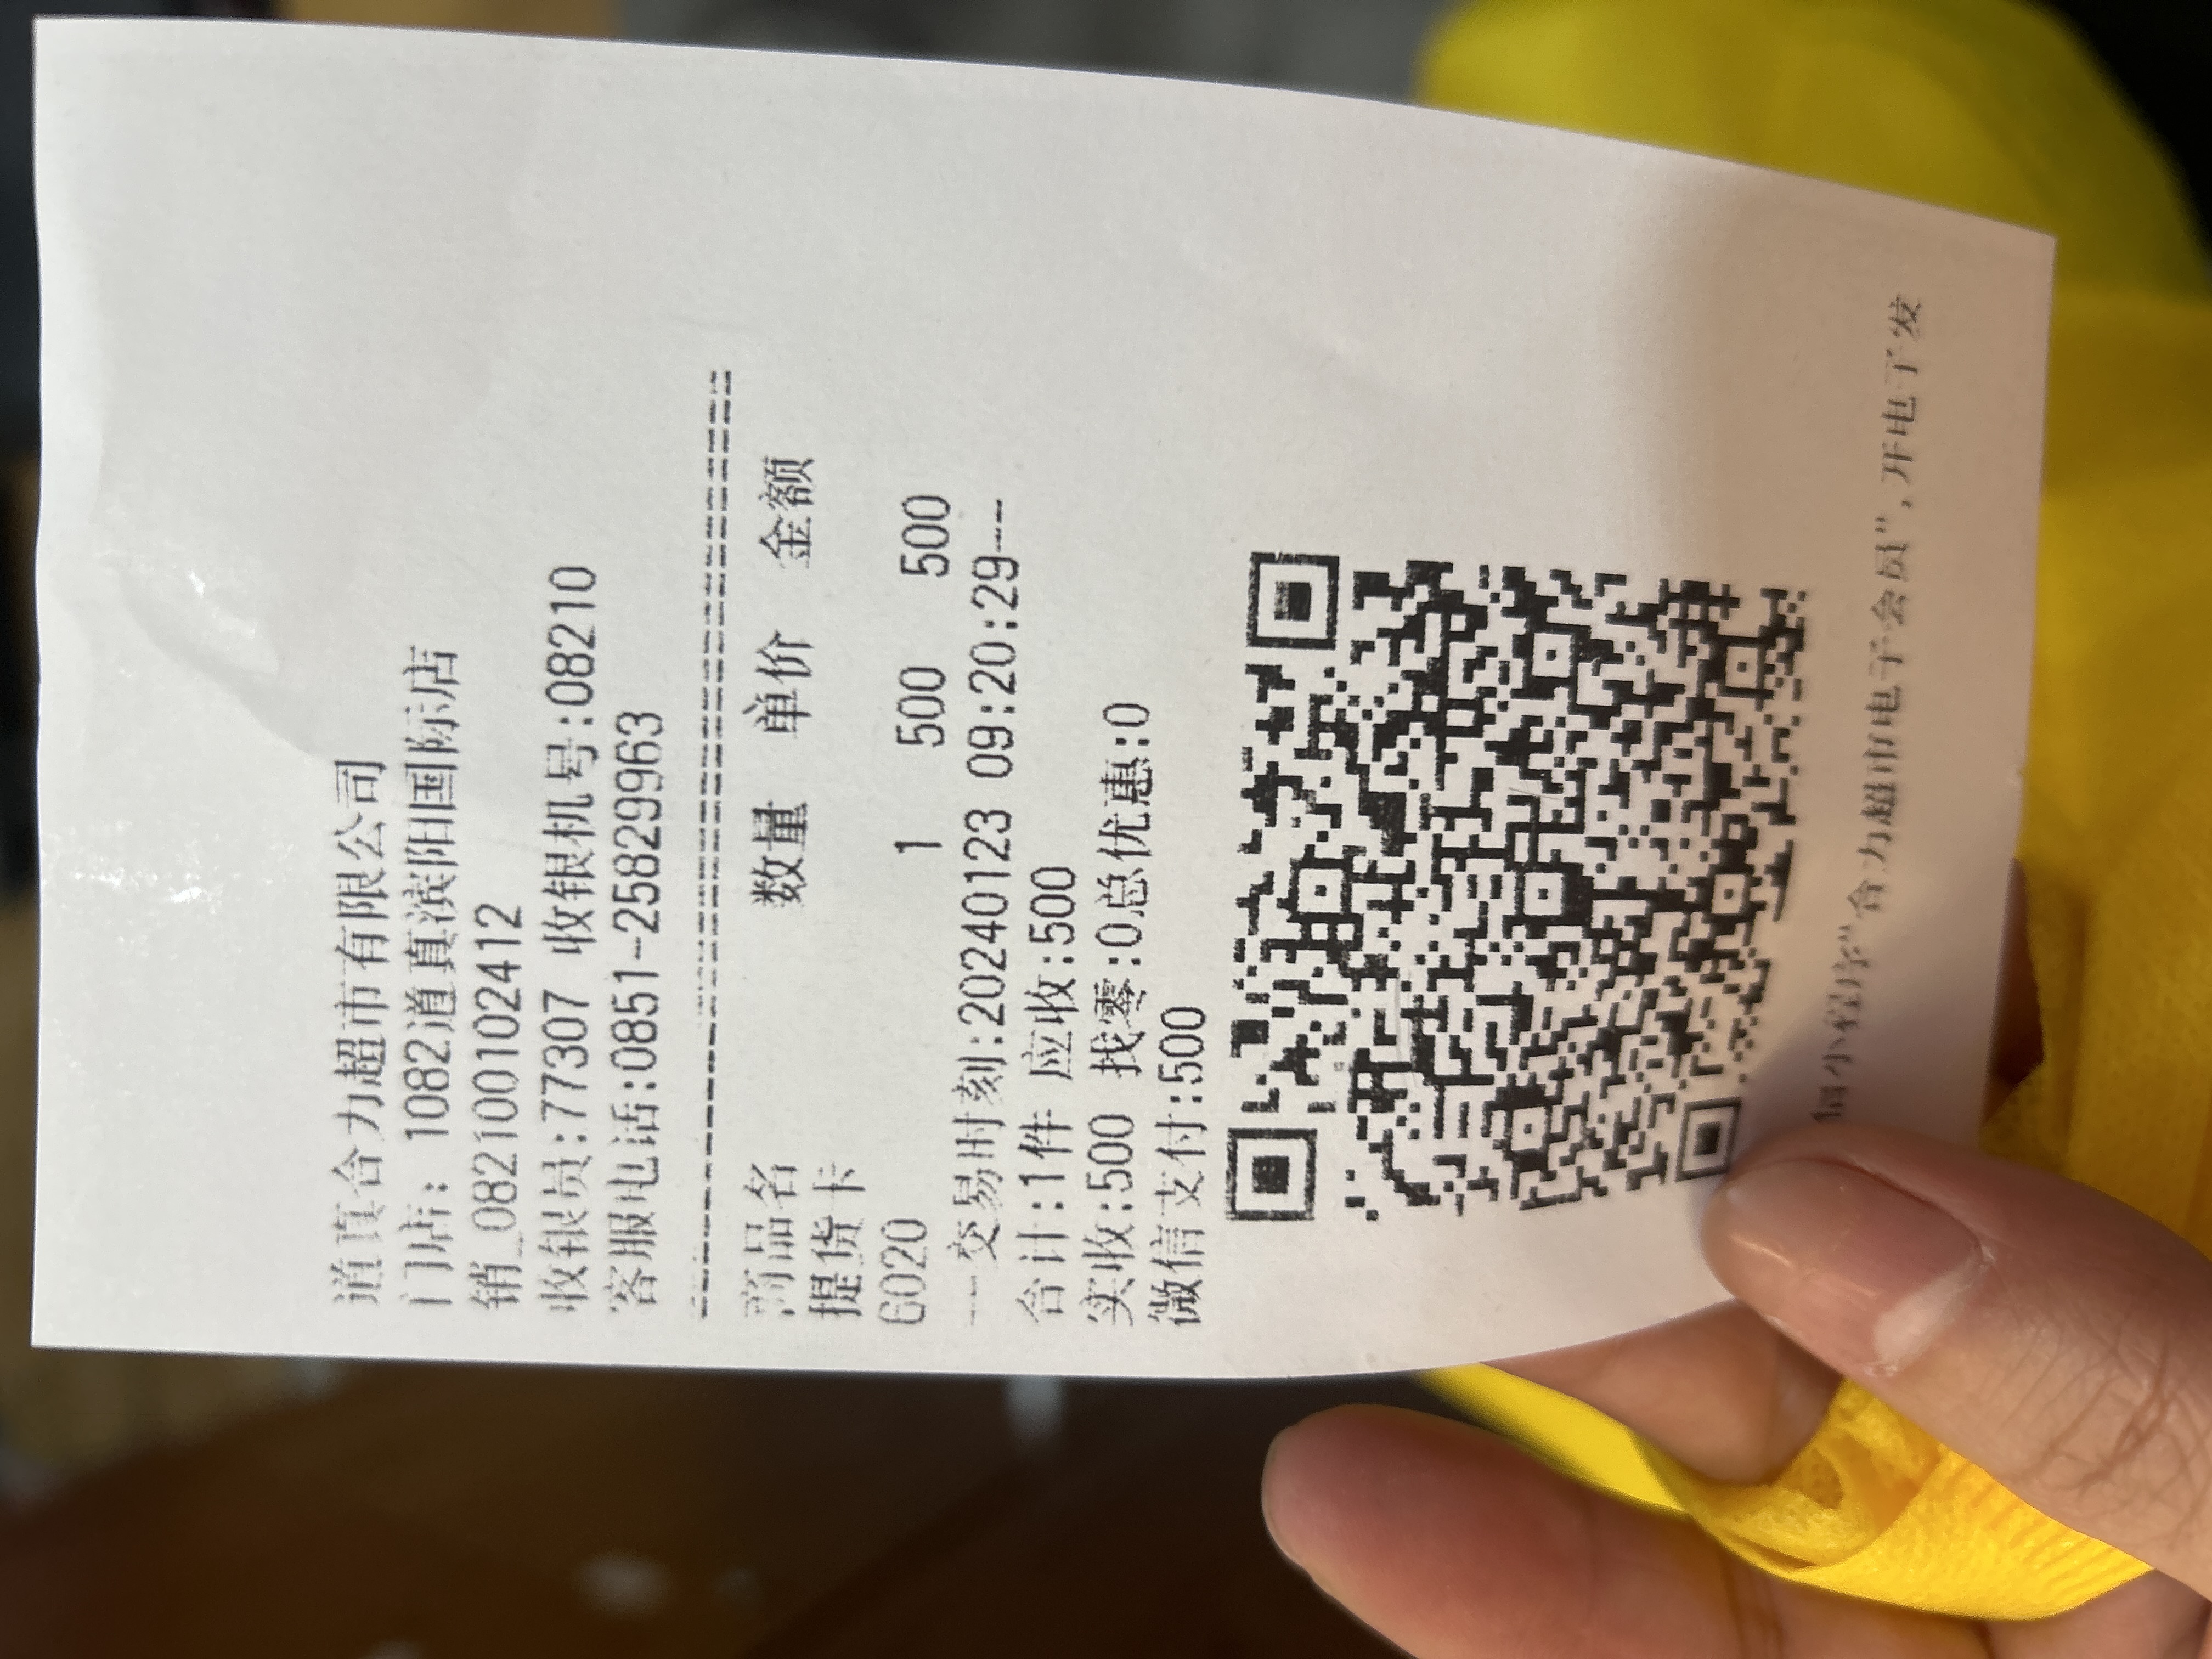 道真合力超市有限公司
门店: 1082道真滨阳国际店
销_082100102412
收银员:77307 收银机号:08210
客服电话:0851-25829963
========================================
商品名 数量 单价 金额
提货卡
6020 1 500 500
--交易时刻:20240123 09:20:29--
合计:1件 应收:500
实收:500 找零:0总优惠:0
微信支付:500
信小程序"合力超市电子会员", 开电子发